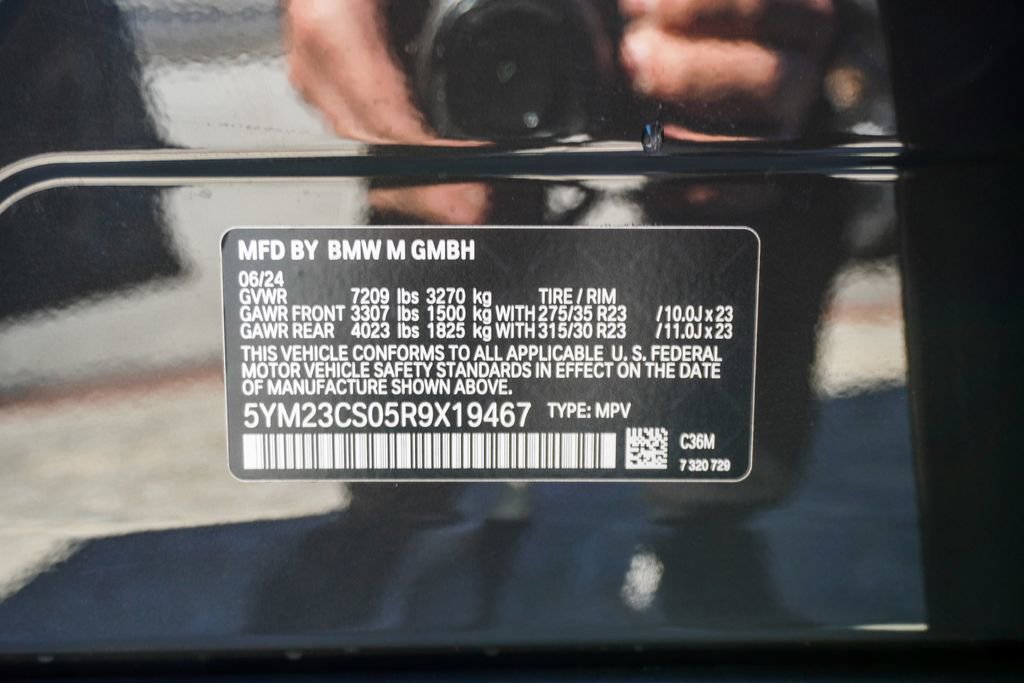 MFD BY BMW M GMBH
06/24
GVWR 7209 lbs 3270 kg TIRE / RIM
GAWR FRONT 3307 lbs 1500 kg WITH 275/35 R23 /10.0J x 23
GAWR REAR 4023 lbs 1825 kg WITH 315/30 R23 /11.0J x 23
THIS VEHICLE CONFORMS TO ALL APPLICABLE U. S. FEDERAL
MOTOR VEHICLE SAFETY STANDARDS IN EFFECT ON THE DATE
OF MANUFACTURE SHOWN ABOVE.
5YM23CS05R9X19467 TYPE: MPV
C36M
7 320 729